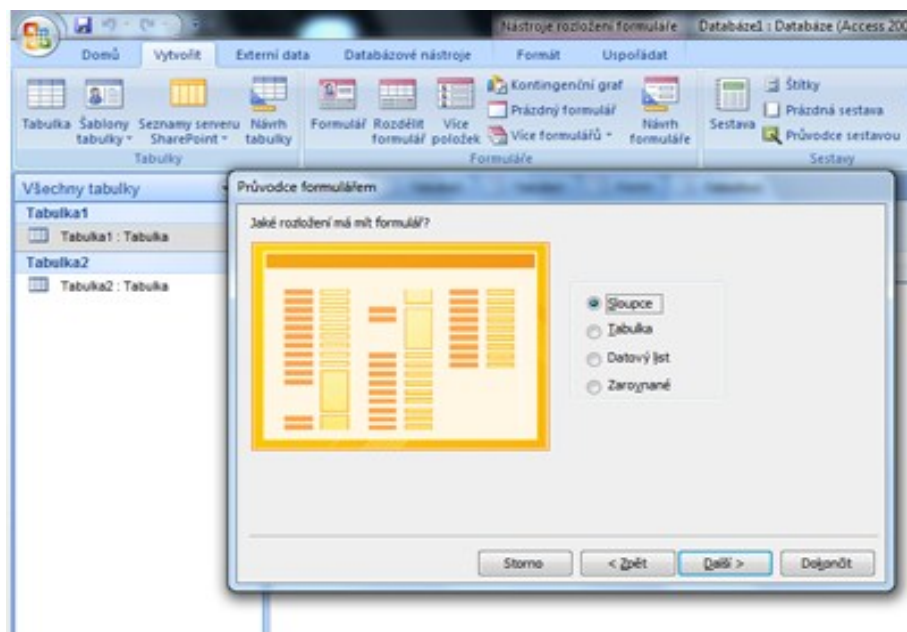 Nástroje rozložení formuláře Databáze1 : Databáze (Access 200
Domů Vytvořit Externí data Databázové nástroje Formát Uspořádat
Tabulka Šablony tabulky Seznamy serveru SharePoint Návrh tabulky
Tabulky
Formulář Rozdělit formulář Více položek
Kontingenční graf
Prázdný formulář
Více formulářů
Návrh formuláře
Formuláře
Sestava
Štítky
Prázdná sestava
Průvodce sestavou
Sestavy
Všechny tabulky
Tabulka1
Tabulka1 : Tabulka
Tabulka2
Tabulka2 : Tabulka
Průvodce formulářem
Jaké rozložení má mít formulář?
Sloupce
Tabulka
Datový list
Zarovnané
Storno < Zpět Další > Dokončit